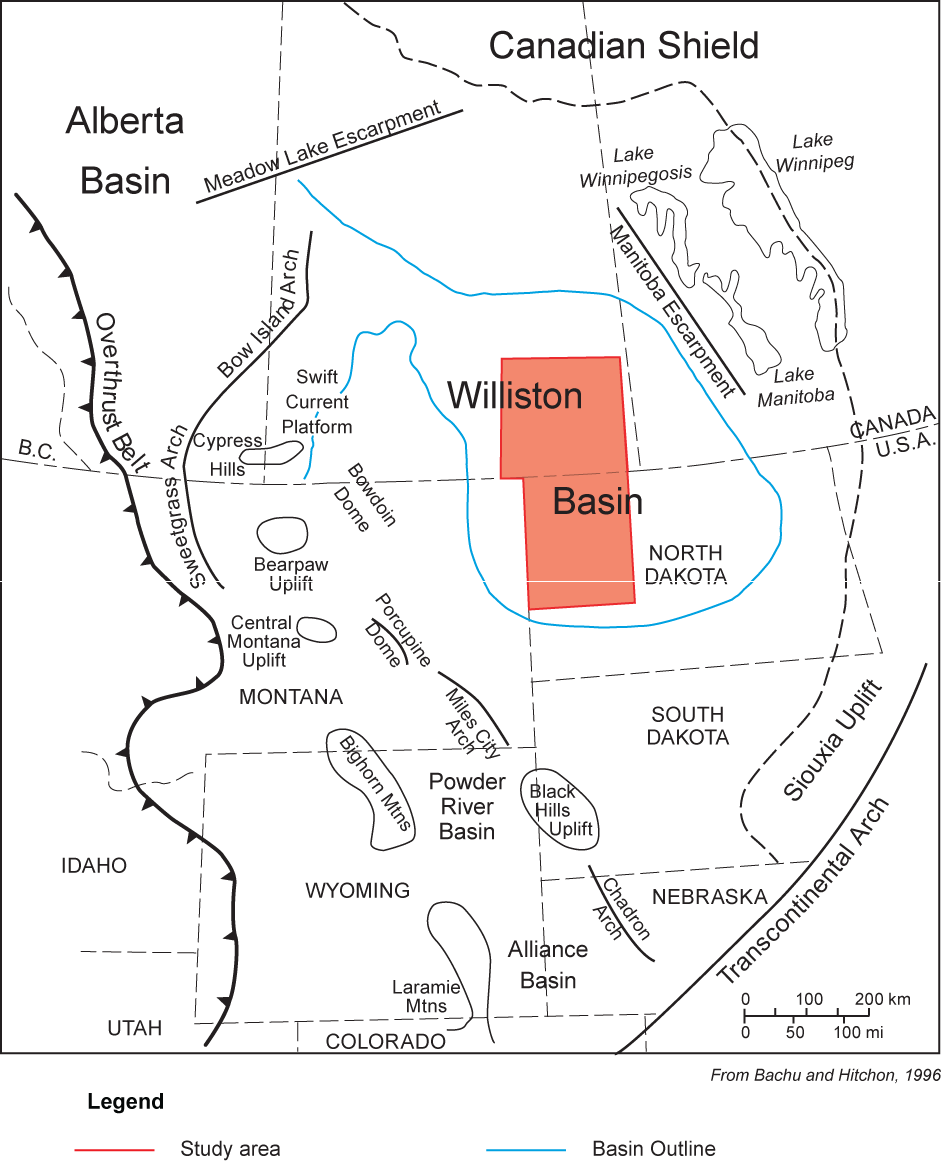 Canadian Shield
Alberta
Basin
Meadow Lake Escarpment
Lake
Winnipegosis
Lake
Winnipeg
Manitoba Escarpment
Lake
Manitoba
Bow Island Arch
Overthrust Belt
Swift
Current
Platform
Williston
Basin
Cypress
Hills
B.C.
CANADA
U.S.A.
Sweetgrass Arch
Bowdoin
Dome
Bearpaw
Uplift
NORTH
DAKOTA
Central
Montana
Uplift
Porcupine
Dome
MONTANA
Miles City
Arch
SOUTH
DAKOTA
Siouxia Uplift
Bighorn Mtns
Powder
River
Basin
Black
Hills
Uplift
Transcontinental Arch
IDAHO
WYOMING
Chadron
Arch
NEBRASKA
Alliance
Basin
Laramie
Mtns
UTAH
COLORADO
0 100 200 km
0 50 100 mi
From Bachu and Hitchon, 1996
Legend
Study area
Basin Outline